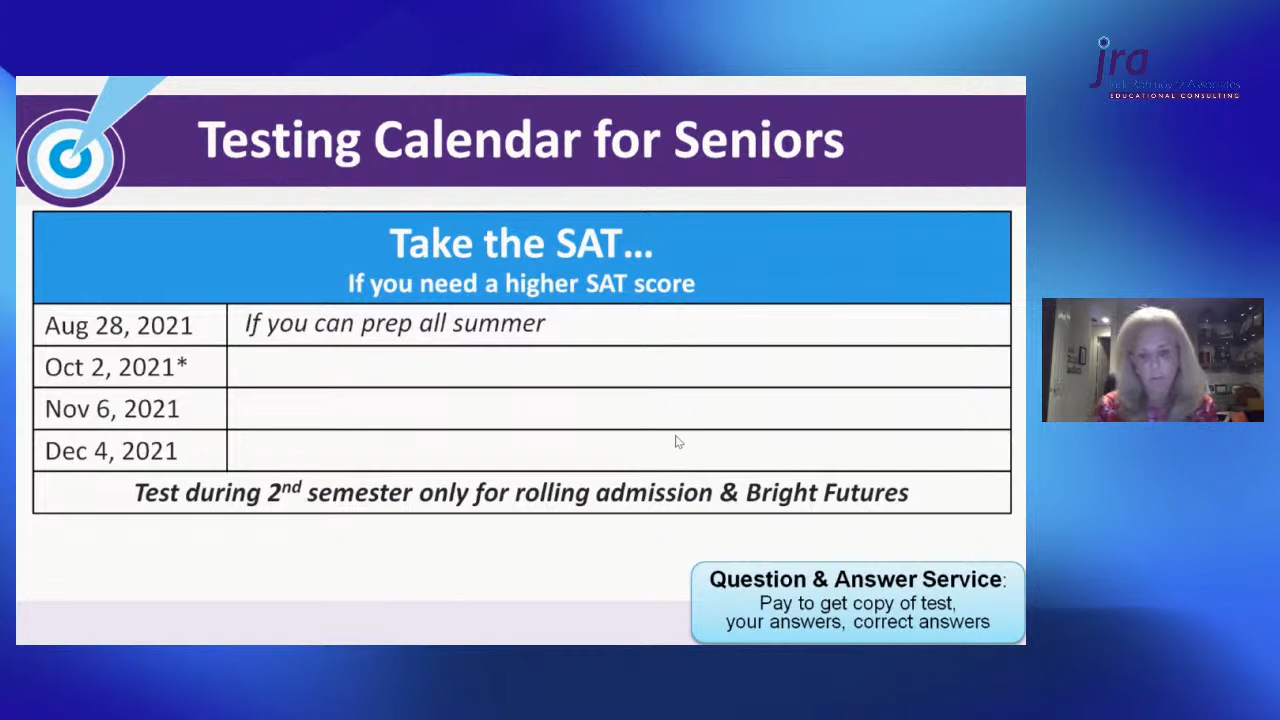 jra
Associates
EDUCATIONAL CONSULTING
Testing Calendar for Seniors
Take the SAT...
If you need a higher SAT score
Aug 28, 2021 If you can prep all summer
Oct 2, 2021*
Nov 6, 2021
Dec 4, 2021
Test during 2nd semester only for rolling admission & Bright Futures
Question & Answer Service:
Pay to get copy of test,
your answers, correct answers